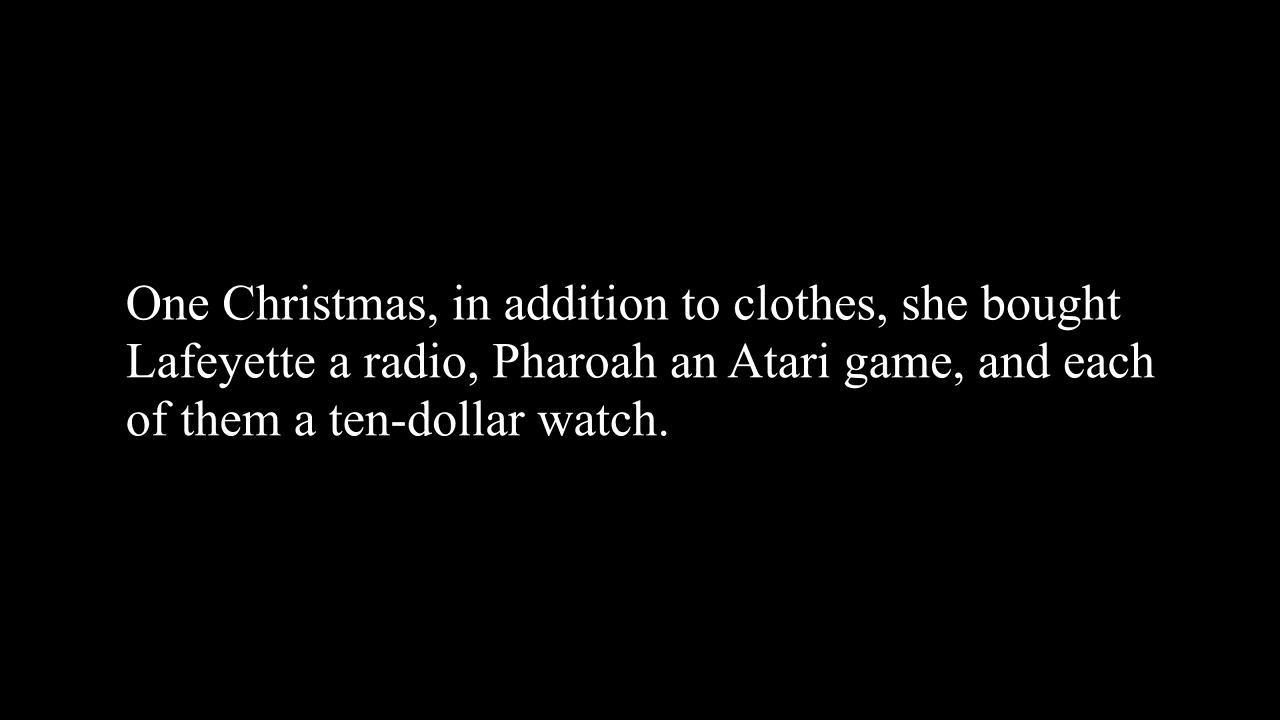 One Christmas, in addition to clothes, she bought
Lafeyette a radio, Pharoah an Atari game, and each
of them a ten-dollar watch.